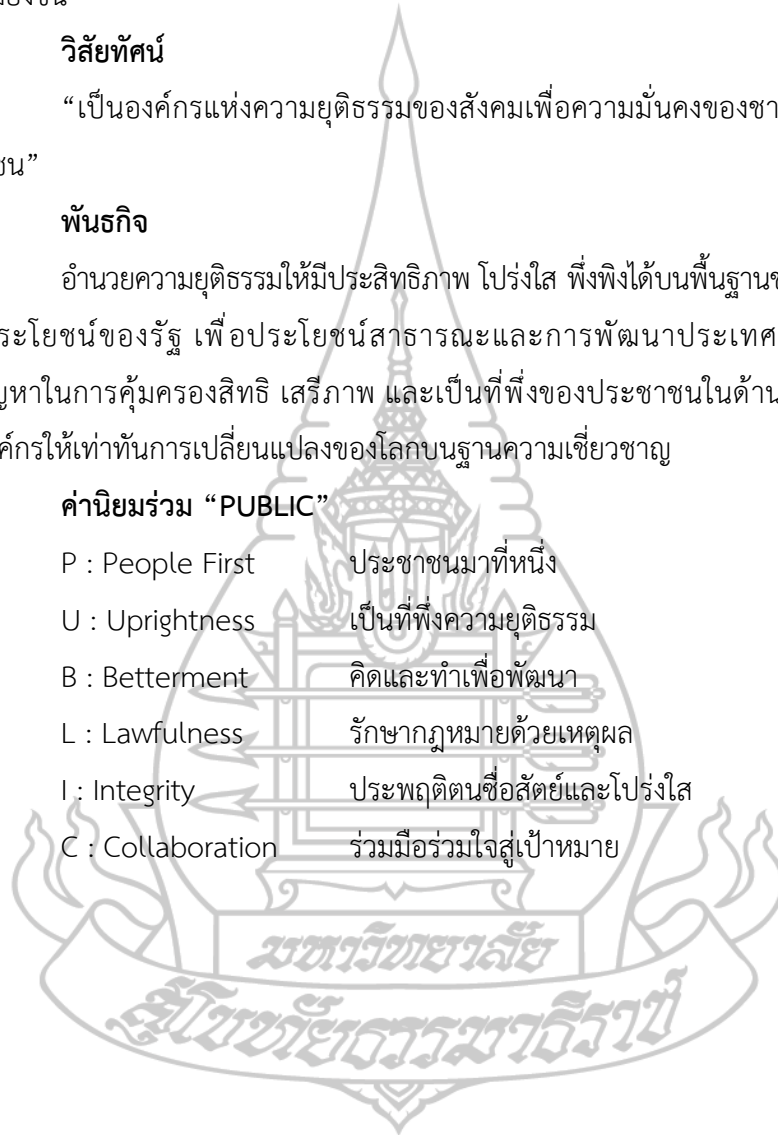 วิสัยทัศน์
“เป็นองค์กรแห่งความยุติธรรมของสังคมเพื่อความมั่นคงของชา
ชน”
พันธกิจ
อำนวยความยุติธรรมให้มีประสิทธิภาพ โปร่งใส พึ่งพิงได้บนพื้นฐานข
ระโยชน์ของรัฐ เพื่อประโยชน์สาธารณะและการพัฒนาประเทศ
ญหาในการคุ้มครองสิทธิ เสรีภาพ และเป็นที่พึ่งของประชาชนในด้าน
ค์กรให้เท่าทันการเปลี่ยนแปลงของโลกบนฐานความเชี่ยวชาญ
ค่านิยมร่วม “PUBLIC”
P : People First ประชาชนมาที่หนึ่ง
U : Uprightness เป็นที่พึ่งความยุติธรรม
B : Betterment คิดและทำเพื่อพัฒนา
L : Lawfulness รักษากฎหมายด้วยเหตุผล
I : Integrity ประพฤติตนซื่อสัตย์และโปร่งใส
C : Collaboration ร่วมมือร่วมใจสู่เป้าหมาย
มหาวิทยาลัย
สุโขทัยธรรมาธิราช